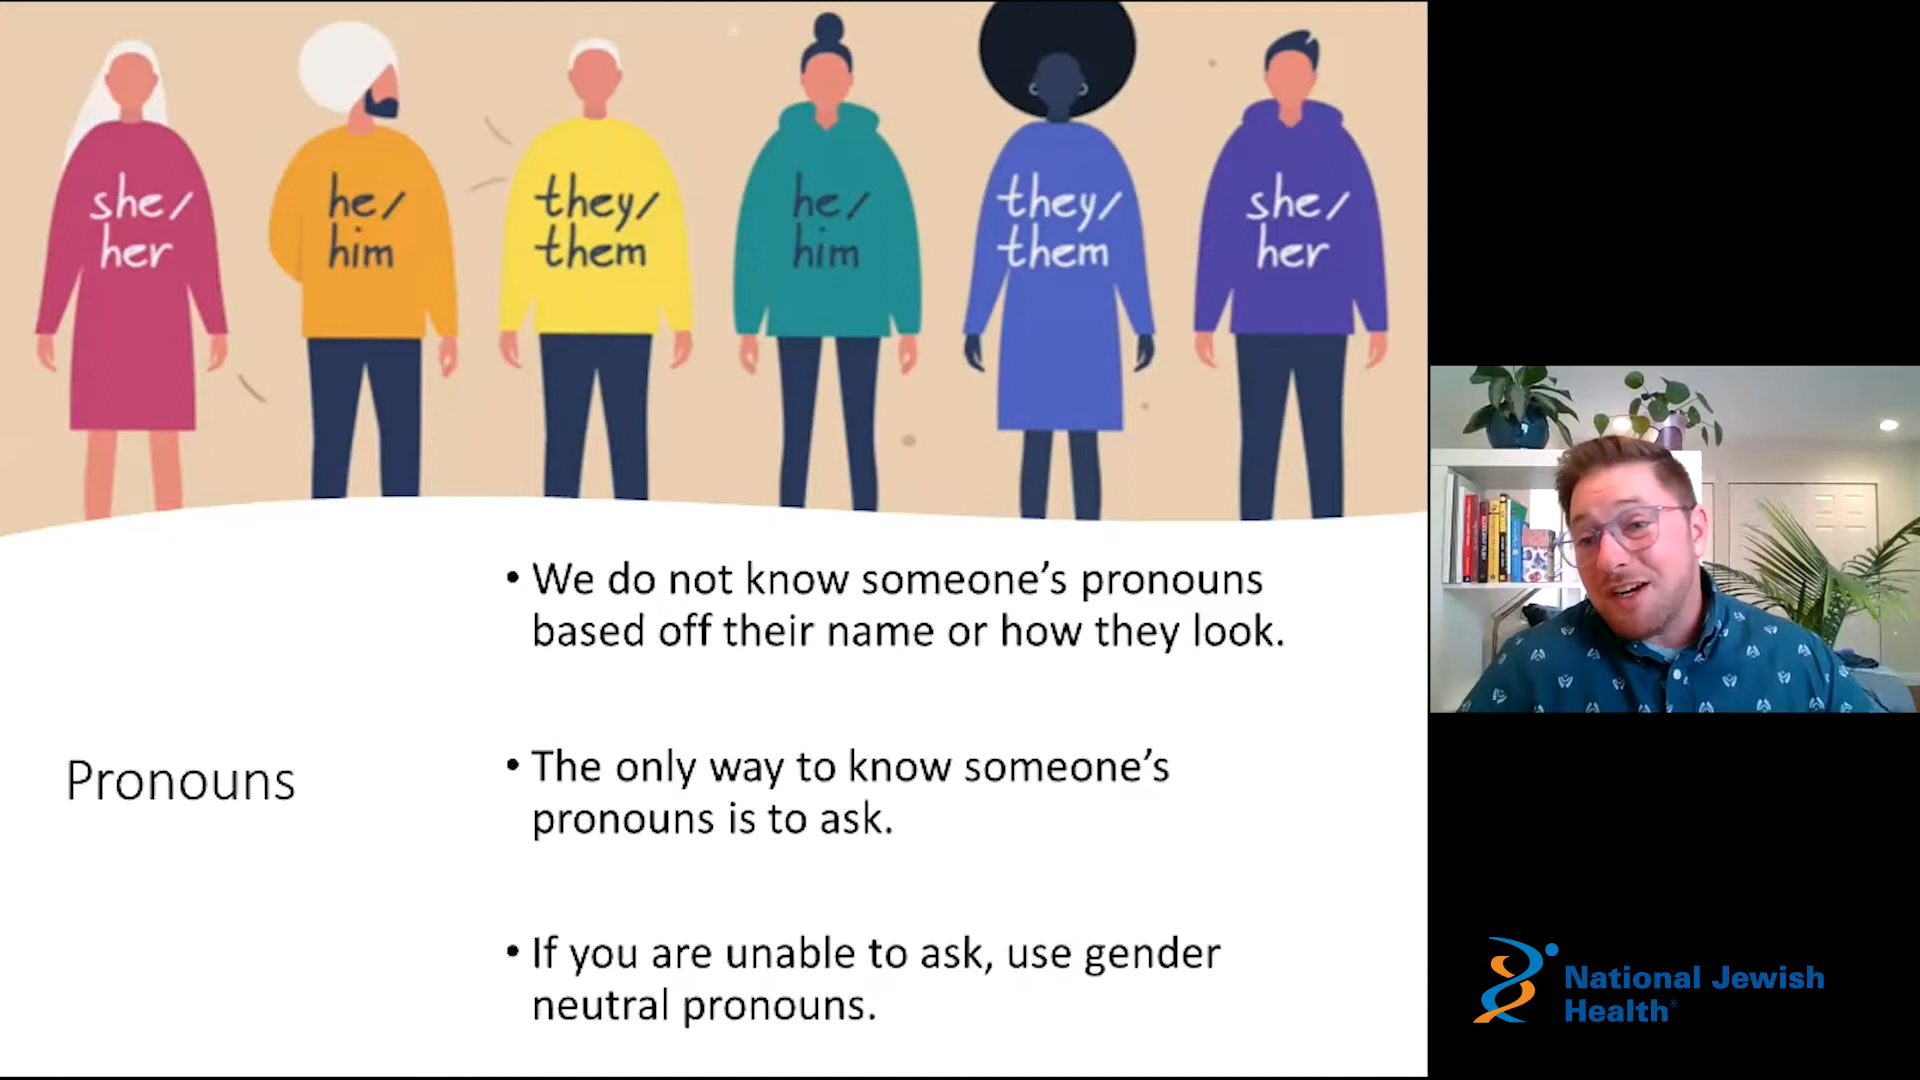 she/
her
he/
him
they/
them
he/
him
they/
them
she/
her
Pronouns
• We do not know someone’s pronouns
based off their name or how they look.
• The only way to know someone’s
pronouns is to ask.
• If you are unable to ask, use gender
neutral pronouns.
National Jewish
Health®